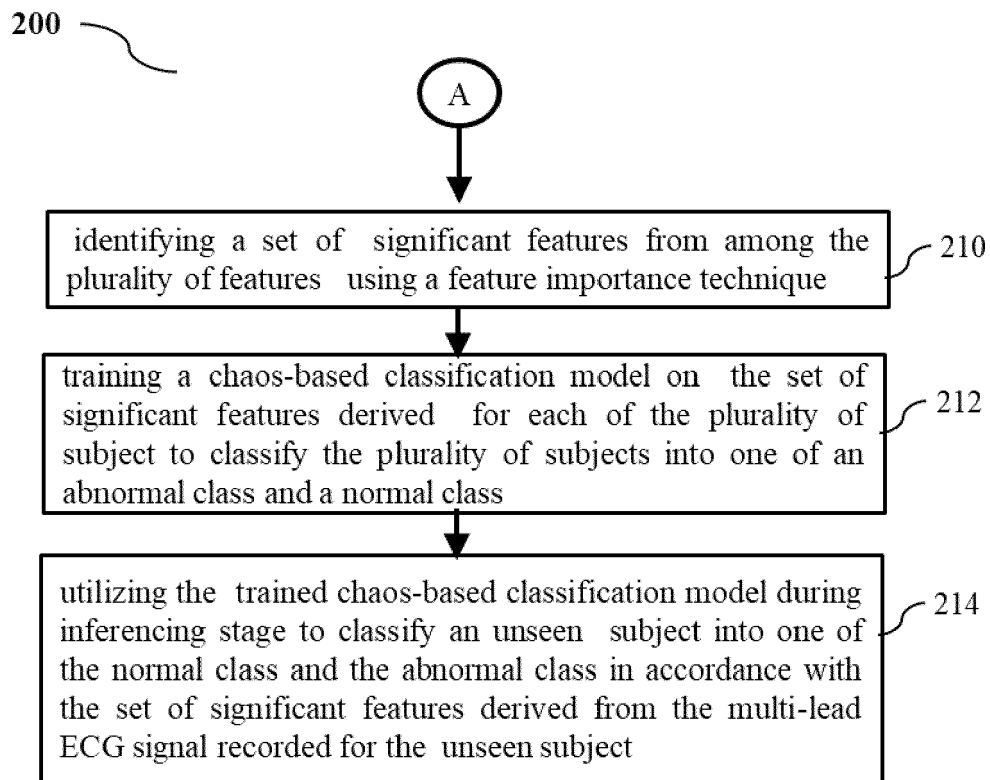 200
A
identifying a set of significant features from among the
plurality of features using a feature importance technique
210
training a chaos-based classification model on the set of
significant features derived for each of the plurality of
subject to classify the plurality of subjects into one of an
abnormal class and a normal class
212
utilizing the trained chaos-based classification model during
inferencing stage to classify an unseen subject into one of
the normal class and the abnormal class in accordance with
the set of significant features derived from the multi-lead
ECG signal recorded for the unseen subject
214